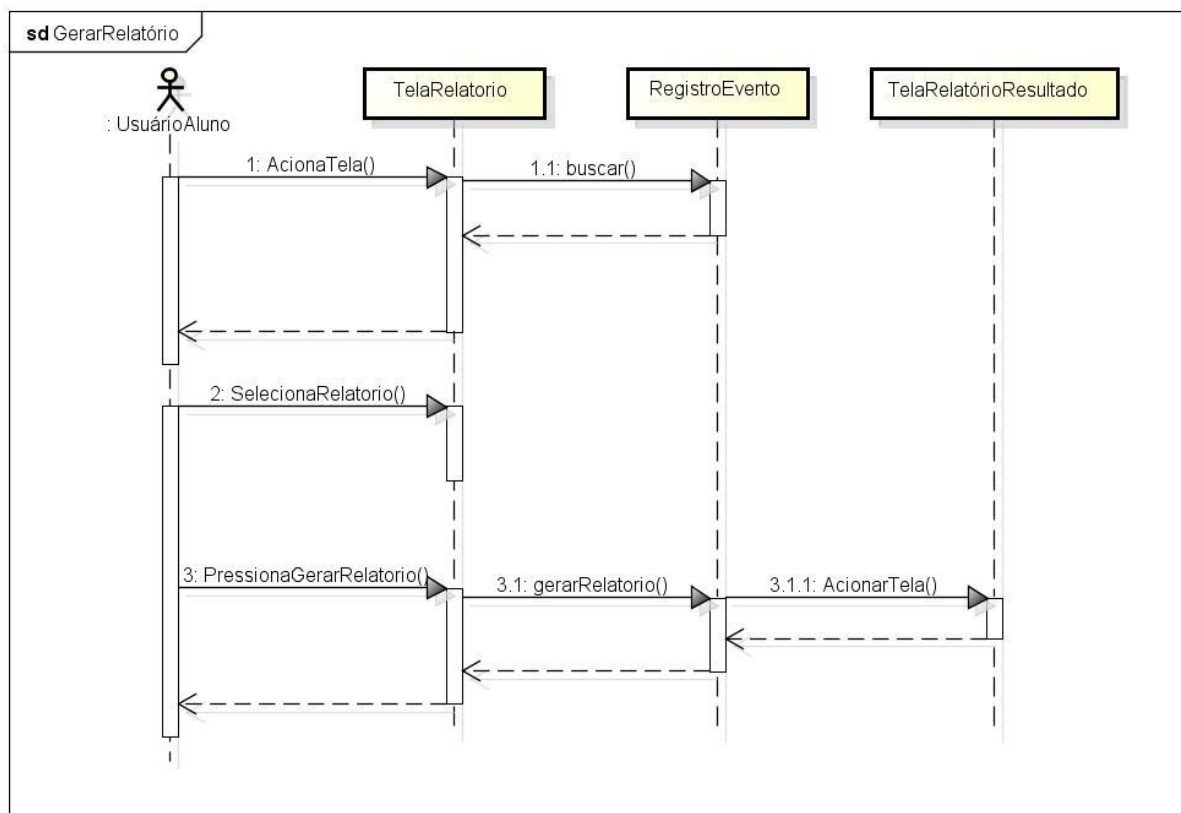 sd GerarRelatório
TelaRelatorio
RegistroEvento
TelaRelatórioResultado
: UsuárioAluno
1: AcionaTela()
1.1: buscar()
2: SelecionaRelatorio()
3: PressionaGerarRelatorio()
3.1: gerarRelatorio()
3.1.1: AcionarTela()